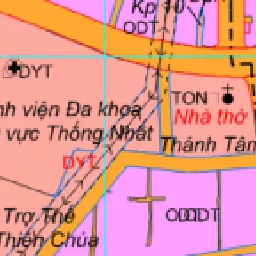 Kp 10
ODT
DYT
TON
nh viện Đa khoa
vực Thống Nhất
Nhà thờ
Thánh Tâm
DYT
Trợ Thế
Thiên Chúa
ODT